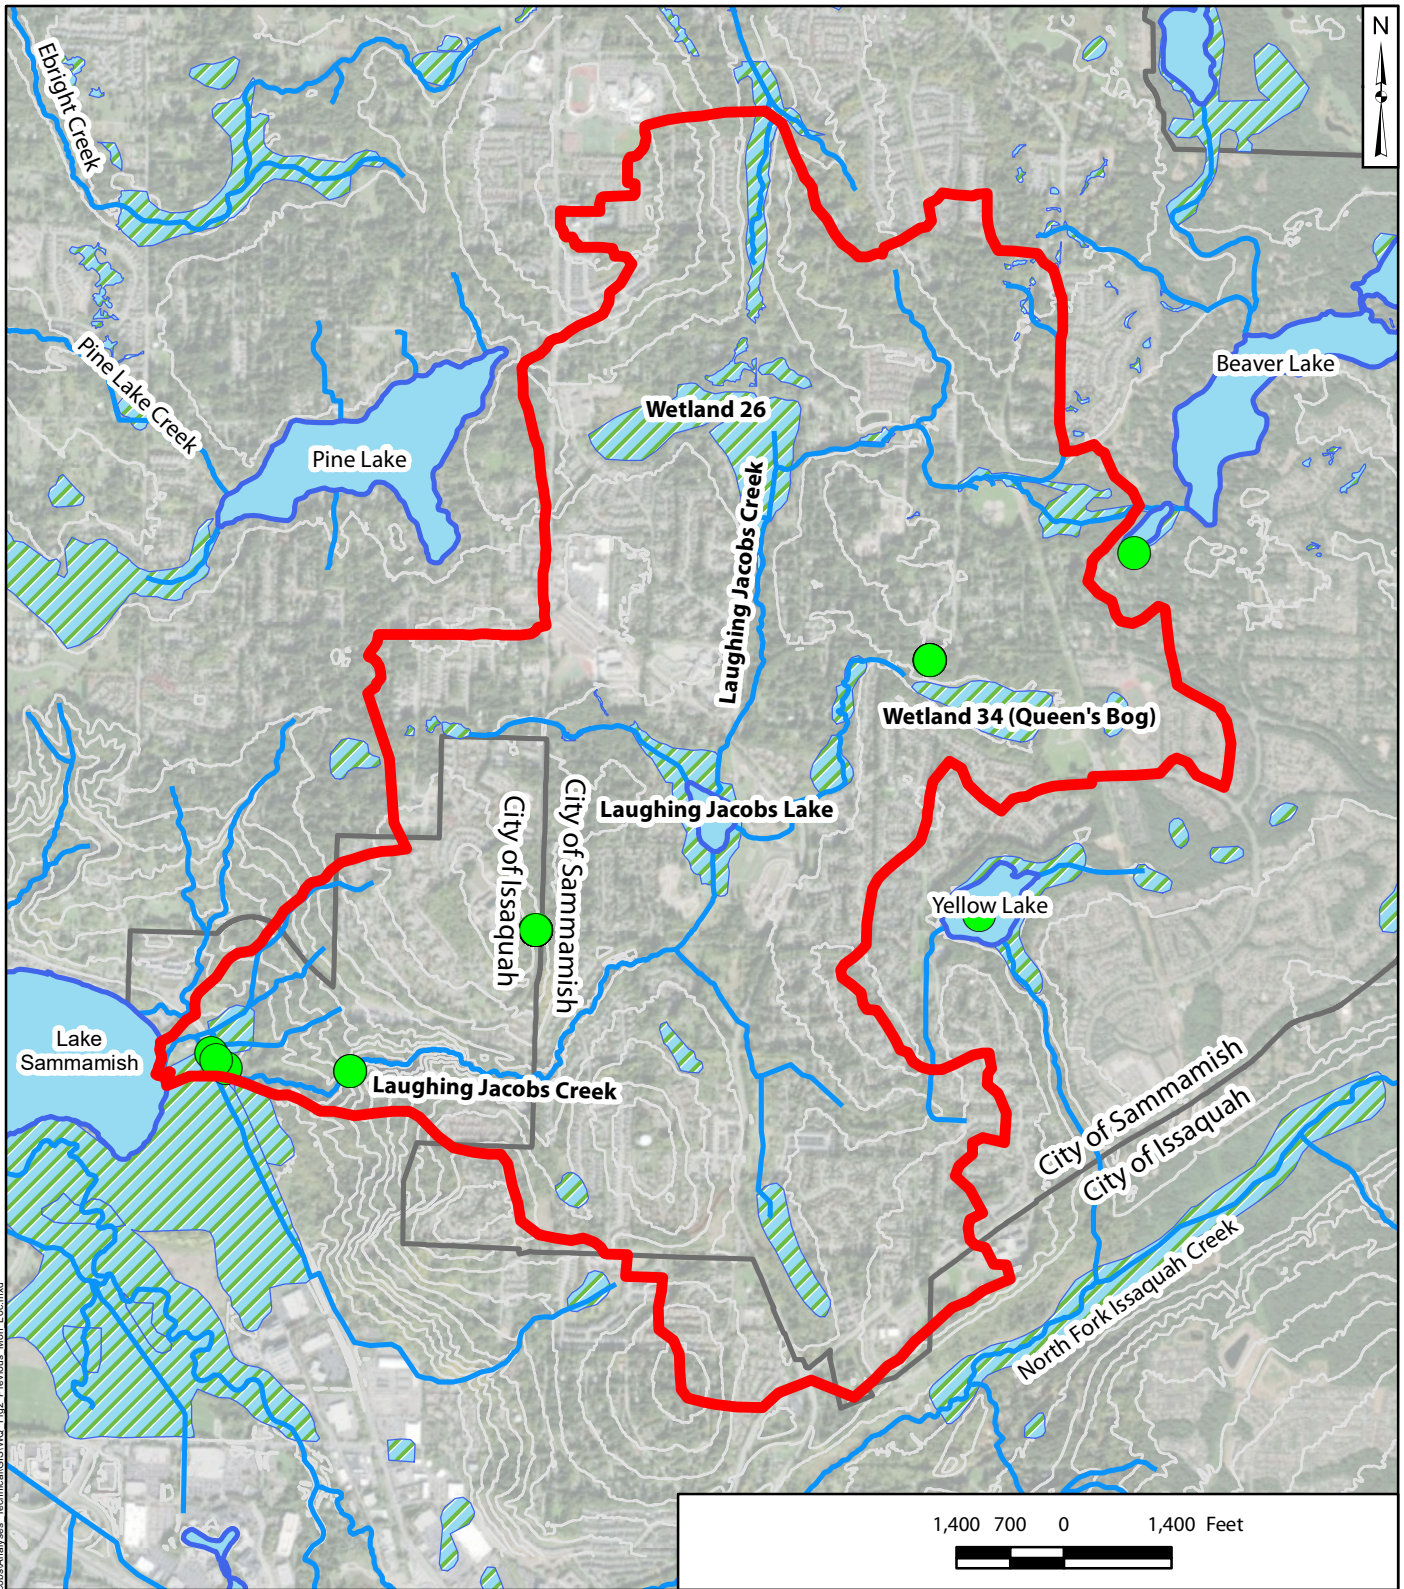 N
Ebright Creek
Beaver Lake
Pine Lake Creek
Wetland 26
Pine Lake
Laughing Jacobs Creek
Wetland 34 (Queen's Bog)
Laughing Jacobs Lake
City of Issaquah
City of Sammamish
Yellow Lake
Lake
Sammamish
Laughing Jacobs Creek
City of Sammamish
City of Issaquah
North Fork Issaquah Creek
1,400 700 0 1,400 Feet